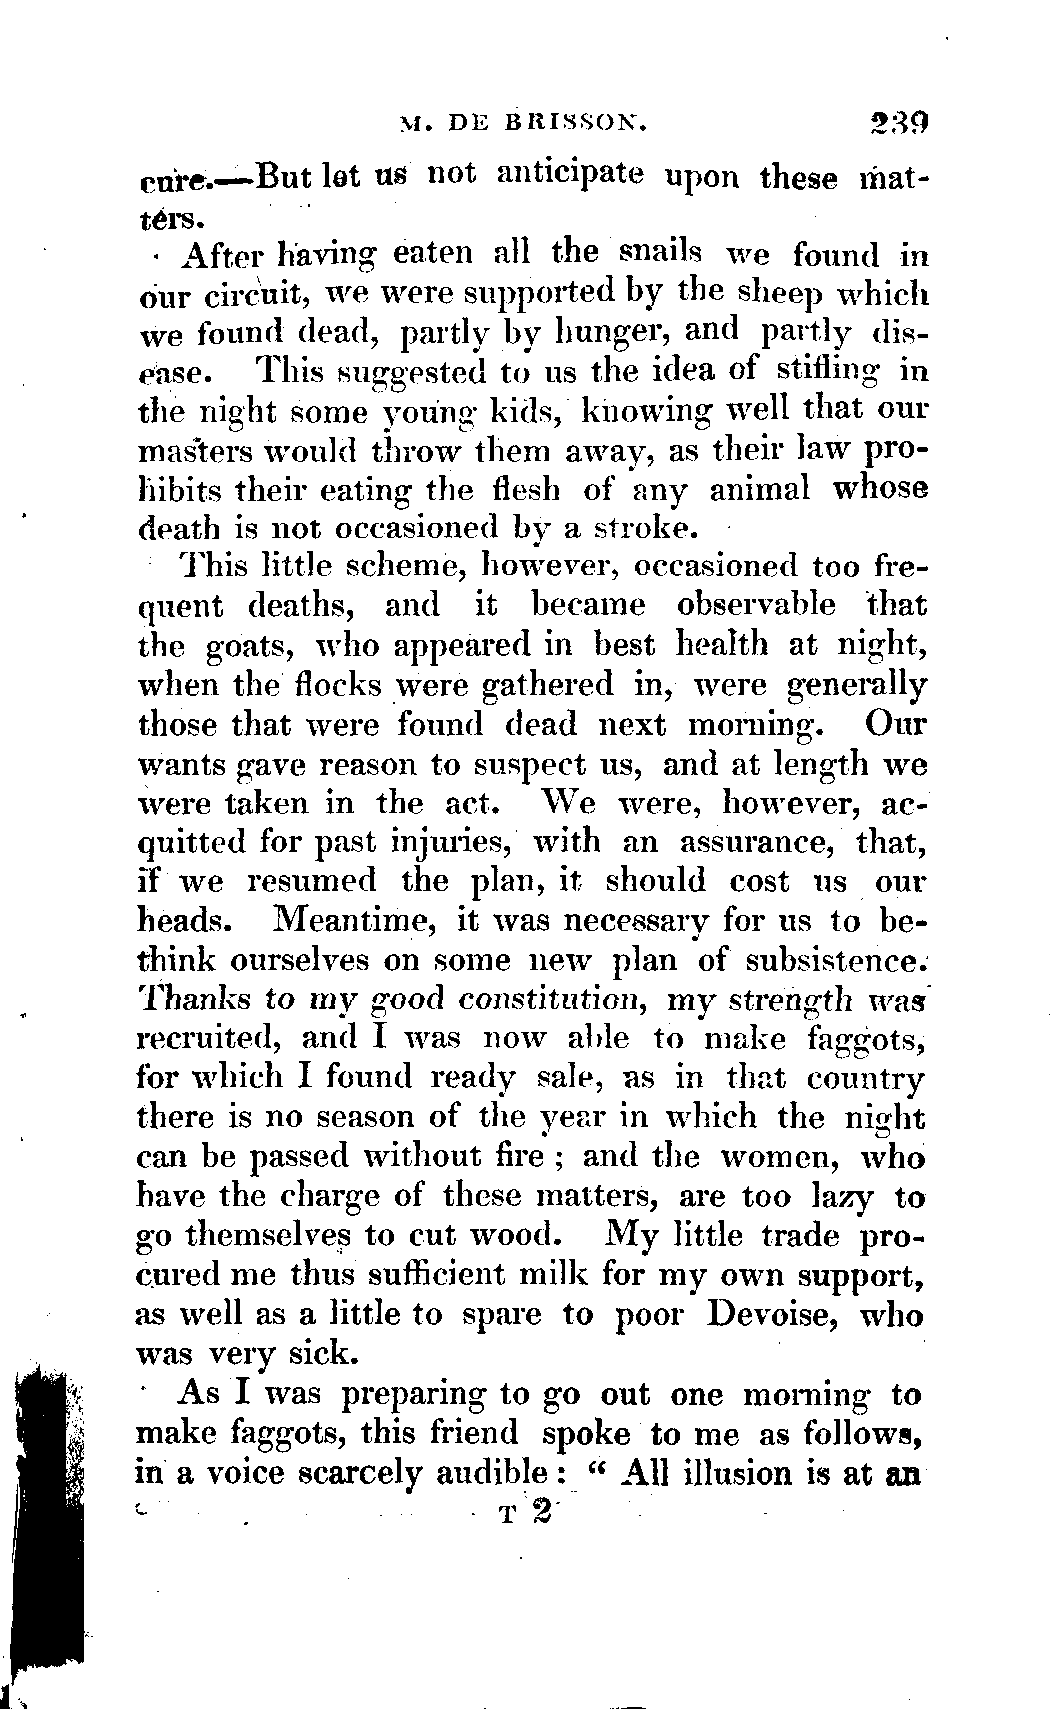 M. DE BRISSON. 239
cure.—But let us not anticipate upon these mat-
ters.
After having eaten all the snails we found in
our circuit, we were supported by the sheep which
we found dead, partly by hunger, and partly dis-
ease. This suggested to us the idea of stifling in
the night some young kids, knowing well that our
masters would throw them away, as their law pro-
hibits their eating the flesh of any animal whose
death is not occasioned by a stroke.
This little scheme, however, occasioned too fre-
quent deaths, and it became observable that
the goats, who appeared in best health at night,
when the flocks were gathered in, were generally
those that were found dead next morning. Our
wants gave reason to suspect us, and at length we
were taken in the act. We were, however, ac-
quitted for past injuries, with an assurance, that,
if we resumed the plan, it should cost us our
heads. Meantime, it was necessary for us to be-
think ourselves on some new plan of subsistence.
Thanks to my good constitution, my strength was
recruited, and I was now able to make faggots,
for which I found ready sale, as in that country
there is no season of the year in which the night
can be passed without fire ; and the women, who
have the charge of these matters, are too lazy to
go themselves to cut wood. My little trade pro-
cured me thus sufficient milk for my own support,
as well as a little to spare to poor Devoise, who
was very sick.
As I was preparing to go out one morning to
make faggots, this friend spoke to me as follows,
in a voice scarcely audible : “ All illusion is at an
T 2